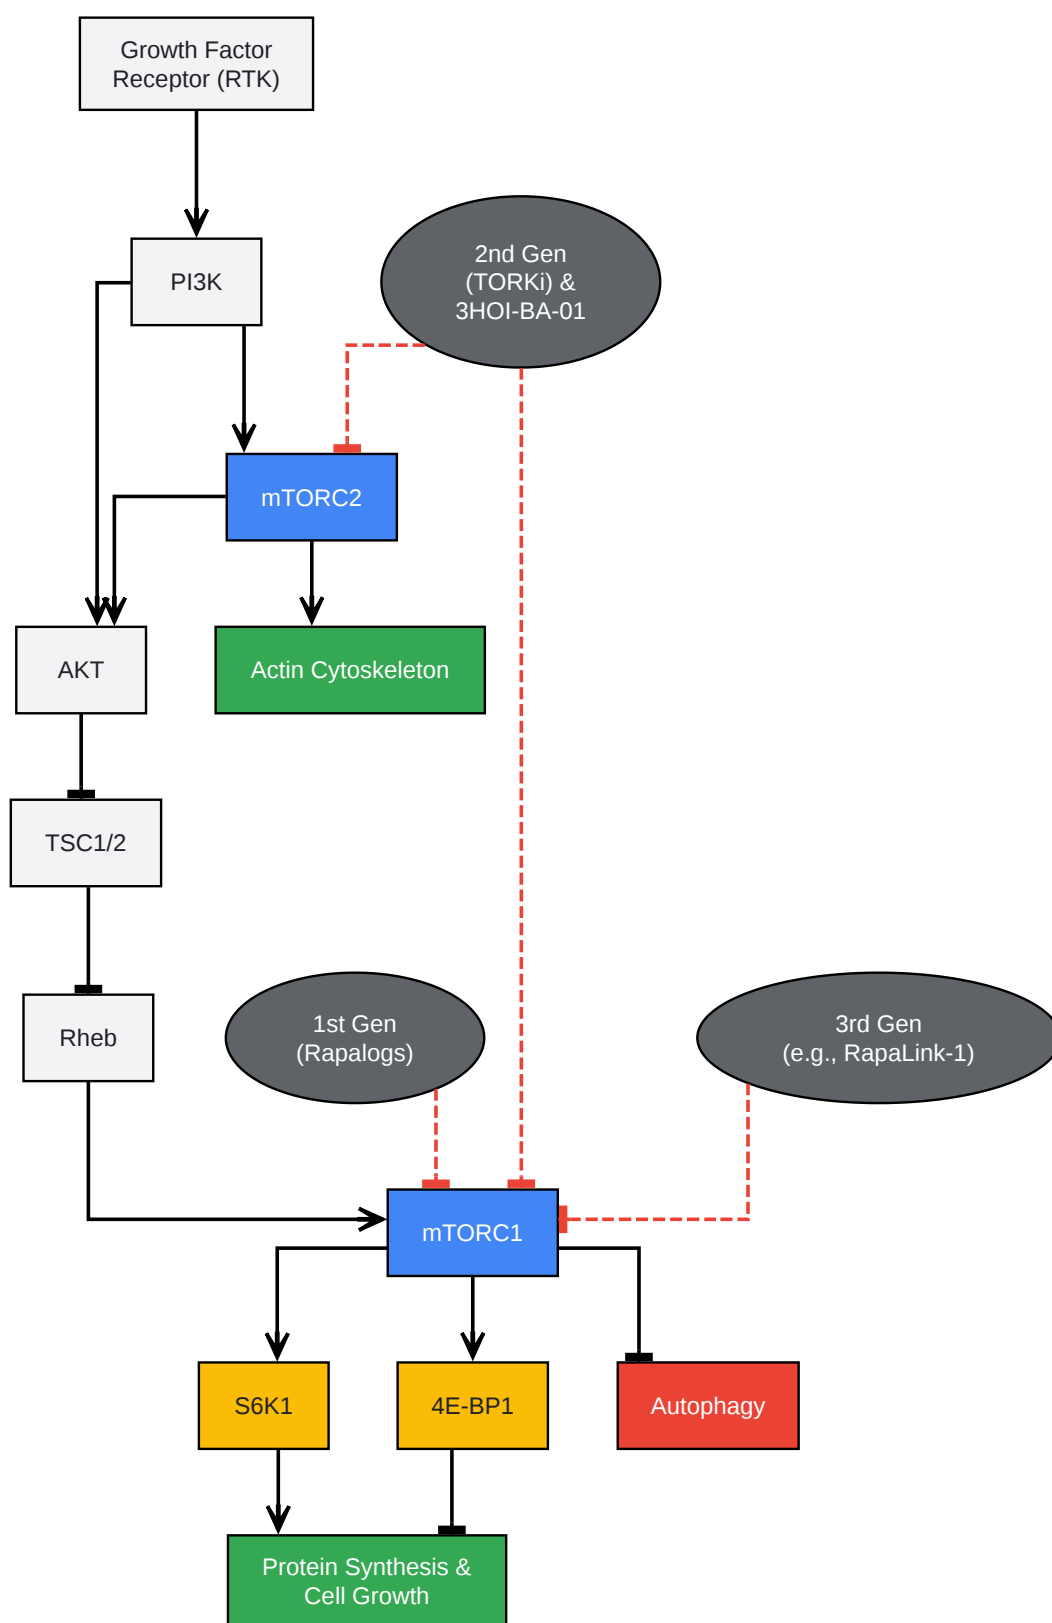 Growth Factor
Receptor (RTK)
PI3K
2nd Gen
(TORKi) &
3HOI-BA-01
mTORC2
AKT
Actin Cytoskeleton
TSC1/2
Rheb
1st Gen
(Rapalogs)
3rd Gen
(e.g., RapaLink-1)
mTORC1
S6K1
4E-BP1
Autophagy
Protein Synthesis &
Cell Growth